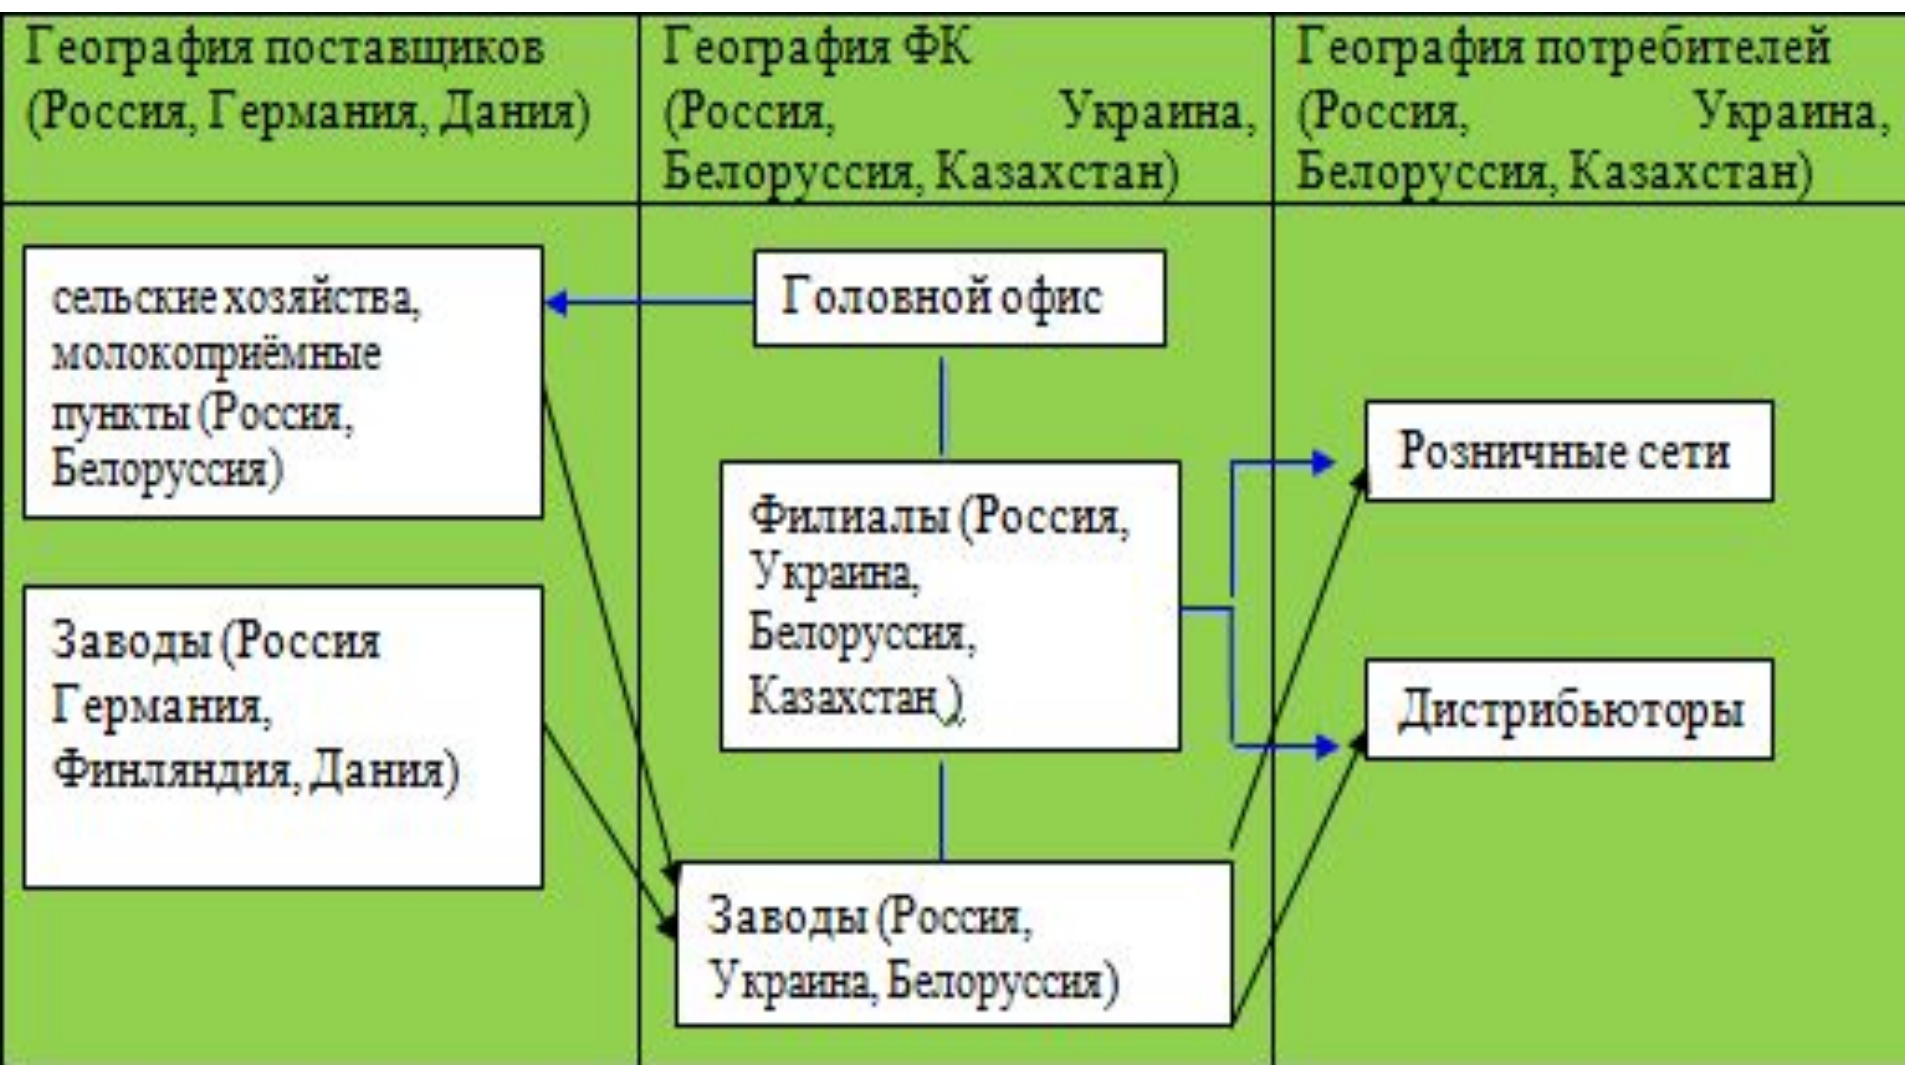 География поставщиков
(Россия, Германия, Дания)
География ФК
(Россия, Украина,
Белоруссия, Казахстан)
География потребителей
(Россия, Украина,
Белоруссия, Казахстан)
сельские хозяйства,
молокоприёмные
пункты (Россия,
Белоруссия)
Заводы (Россия
Германия,
Финляндия, Дания)
Головной офис
Филиалы (Россия,
Украина,
Белоруссия,
Казахстан )
Заводы (Россия,
Украина, Белоруссия)
Розничные сети
Дистрибьюторы